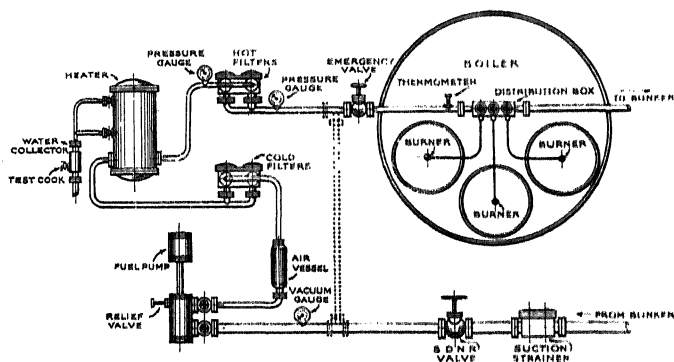 PRESSURE
GAUGE
HOT
FILTERS
EMERGENCY
VALVE
BOILER
HEATER
PRESSURE
GAUGE
THERMOMETER
DISTRIBUTION BOX
TO BUNKER
WATER
COLLECTOR
TEST COCK
COLD
FILTERS
BURNER
BURNER
BURNER
FUEL PUMP
AIR
VESSEL
VACUUM
GAUGE
RELIEF
VALVE
FROM BUNKER
S D N R
VALVE
SUCTION
STRAINER